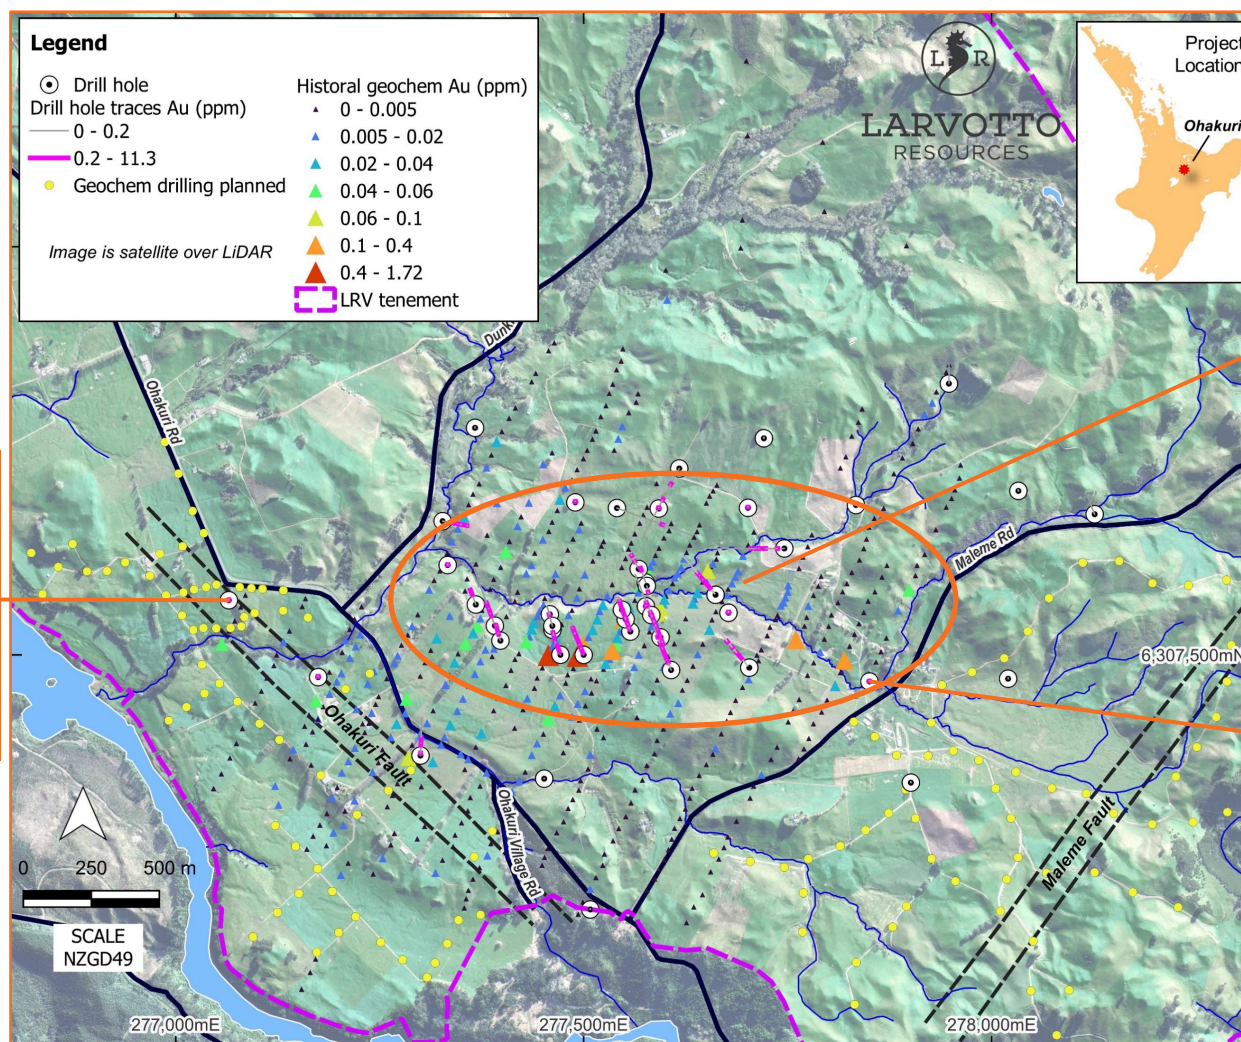 Legend
Drill hole
Drill hole traces Au (ppm)
0 - 0.2
0.2 - 11.3
Geochem drilling planned
Image is satellite over LiDAR
Historal geochem Au (ppm)
0 - 0.005
0.005 - 0.02
0.02 - 0.04
0.04 - 0.06
0.06 - 0.1
0.1 - 0.4
0.4 - 1.72
LRV tenement
L R
LARVOTTO
RESOURCES
Project
Location
Ohakuri
Ohakuri Rd
Maleme Rd
6,307,500mN
Ohakuri Fault
Ohakuri Village Rd
Maleme Fault
0 250 500 m
SCALE
NZGD49
277,000mE
277,500mE
278,000mE